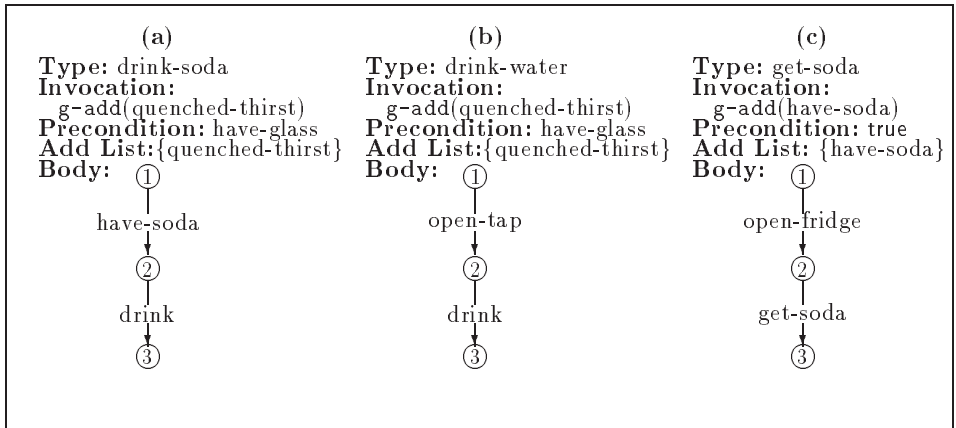 (a)
Type: drink-soda
Invocation:
g-add(quenched-thirst)
Precondition: have-glass
Add List:{quenched-thirst}
Body:
1
have-soda
2
drink
3
(b)
Type: drink-water
Invocation:
g-add(quenched-thirst)
Precondition: have-glass
Add List:{quenched-thirst}
Body:
1
open-tap
2
drink
3
(c)
Type: get-soda
Invocation:
g-add(have-soda)
Precondition: true
Add List: {have-soda}
Body:
1
open-fridge
2
get-soda
3